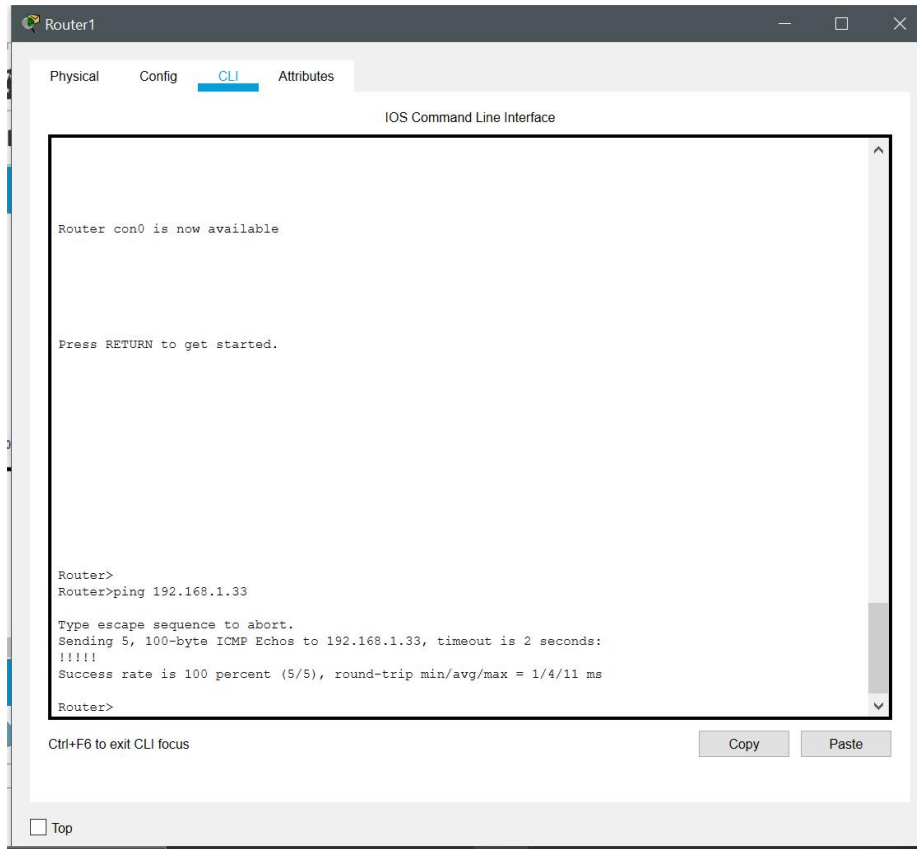 Router1
Physical Config CLI Attributes
IOS Command Line Interface
Router con0 is now available
Press RETURN to get started.
Router>
Router>ping 192.168.1.33
Type escape sequence to abort.
Sending 5, 100-byte ICMP Echos to 192.168.1.33, timeout is 2 seconds:
!!!!!
Success rate is 100 percent (5/5), round-trip min/avg/max = 1/4/11 ms
Router>
Ctrl+F6 to exit CLI focus
Copy Paste
Top